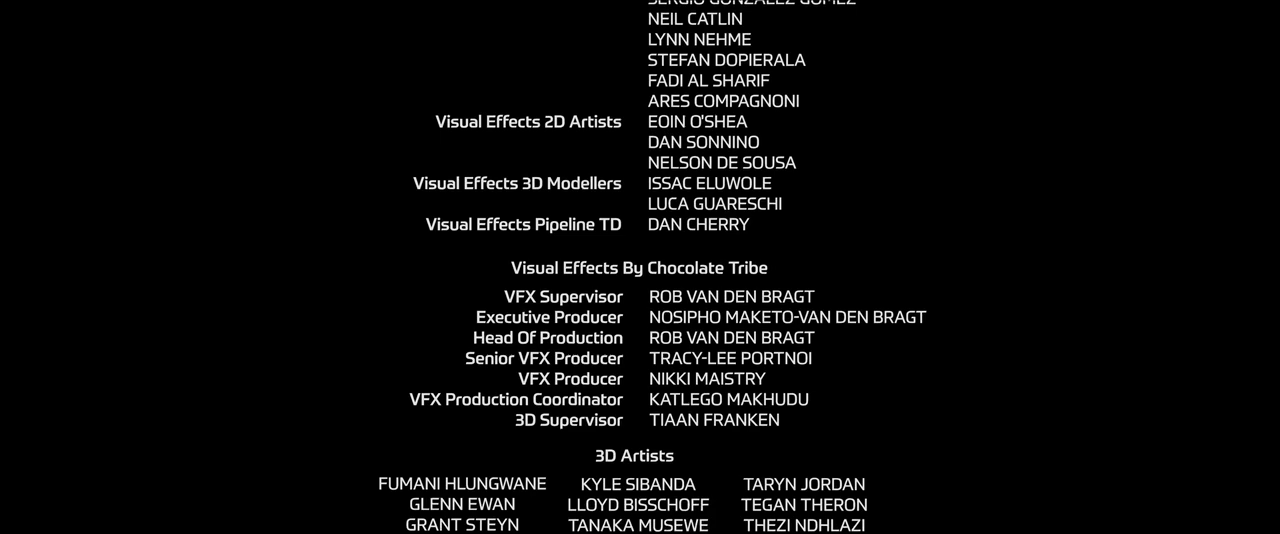 SERGIO GONZALEZ GOMEZ
NEIL CATLIN
LYNN NEHME
STEFAN DOPIERALA
FADI AL SHARIF
ARES COMPAGNONI
Visual Effects 2D Artists EOIN O'SHEA
DAN SONNINO
NELSON DE SOUSA
Visual Effects 3D Modellers ISSAC ELUWOLE
LUCA GUARESCHI
Visual Effects Pipeline TD DAN CHERRY
Visual Effects By Chocolate Tribe
VFX Supervisor ROB VAN DEN BRAGT
Executive Producer NOSIPHO MAKETO-VAN DEN BRAGT
Head Of Production ROB VAN DEN BRAGT
Senior VFX Producer TRACY-LEE PORTNOI
VFX Producer NIKKI MAISTRY
VFX Production Coordinator KATLEGO MAKHUDU
3D Supervisor TIAAN FRANKEN
3D Artists
FUMANI HLUNGWANE KYLE SIBANDA TARYN JORDAN
GLENN EWAN LLOYD BISSCHOFF TEGAN THERON
GRANT STEYN TANAKA MUSEWE THEZI NDHLAZI